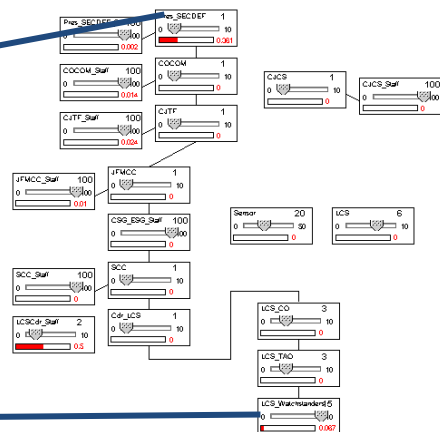 Pres_SECDEF 1
0 10
0.361
0.002
COCOM_Staff 100
0 100
0.014
COCOM 1
0 10
0
CJTF_Staff 100
0 100
0.024
CJTF 1
0 10
0
CJCS 1
0 10
0
CJCS_Staff 100
0 100
0
JFMCC_Staff 100
0 100
0.01
JFMCC 1
0 10
0
CSG_ESG_Staff 100
0 100
0
Sensor 20
0 50
0
LCS 6
0 10
0
SCC_Staff 100
0 100
0
SCC 1
0 10
0
LCSCdr_Staff 2
0 10
0.5
Cdr_LCS 1
0 10
0
LCS_CO 3
0 10
0
LCS_TAO 3
0 10
0
LCS_Watchstanders 15
0
0.067